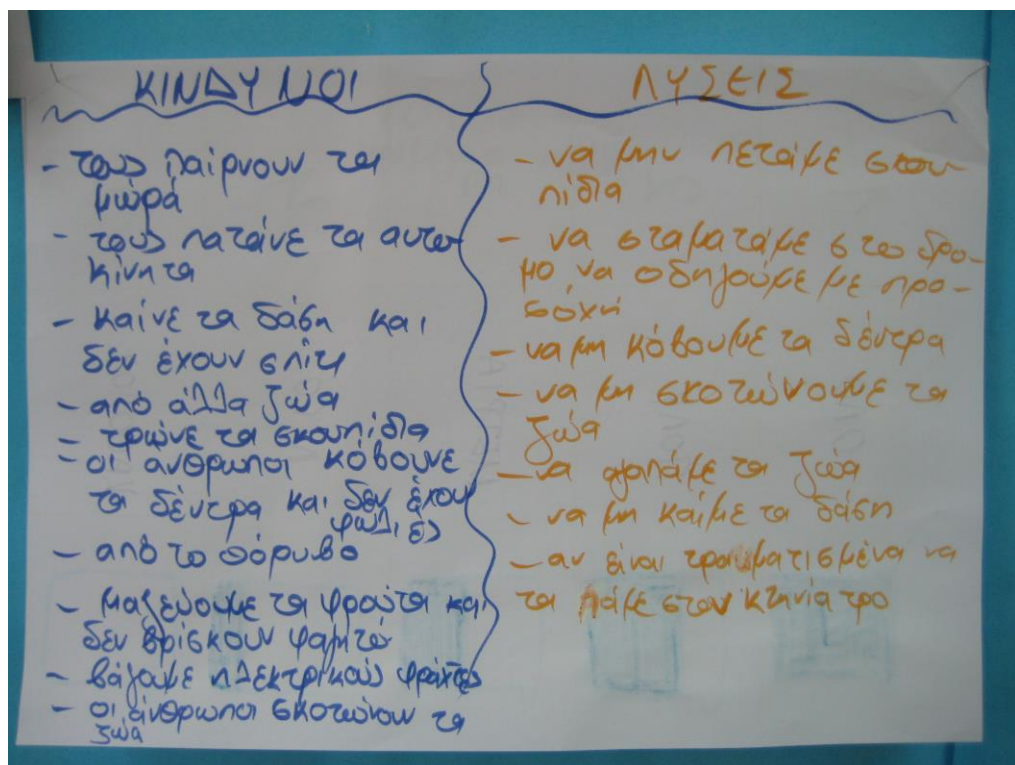 ΚΙΝΔΥΝΟΙ
- τους παίρνουν τα
μωρά
- τους πατάνε τα αυτο-
κίνητα
- καίνε τα δάση και
δεν έχουν σπίτι
- από άλλα ζώα
- τρώνε τα σκουπίδια
- οι άνθρωποι κόβουνε
τα δέντρα και δεν έχουν
φωλιές
- από το θόρυβο
- μαζεύουμε τα φρούτα και
δεν βρίσκουν φαγητό
- βάζουμε ηλεκτρικούς φράχτες
- οι άνθρωποι σκοτώνουν τα
ζώα
ΛΥΣΕΙΣ
- να μην πετάμε σκου-
πίδια
- να σταματάμε στο δρό-
μο, να οδηγούμε με προ-
σοχή
- να μη κόβουμε τα δέντρα
- να μη σκοτώνουμε τα
ζώα
- να αγαπάμε τα ζώα
- να μη καίμε τα δάση
- αν είναι τραυματισμένα να
τα πάμε στον κτηνίατρο